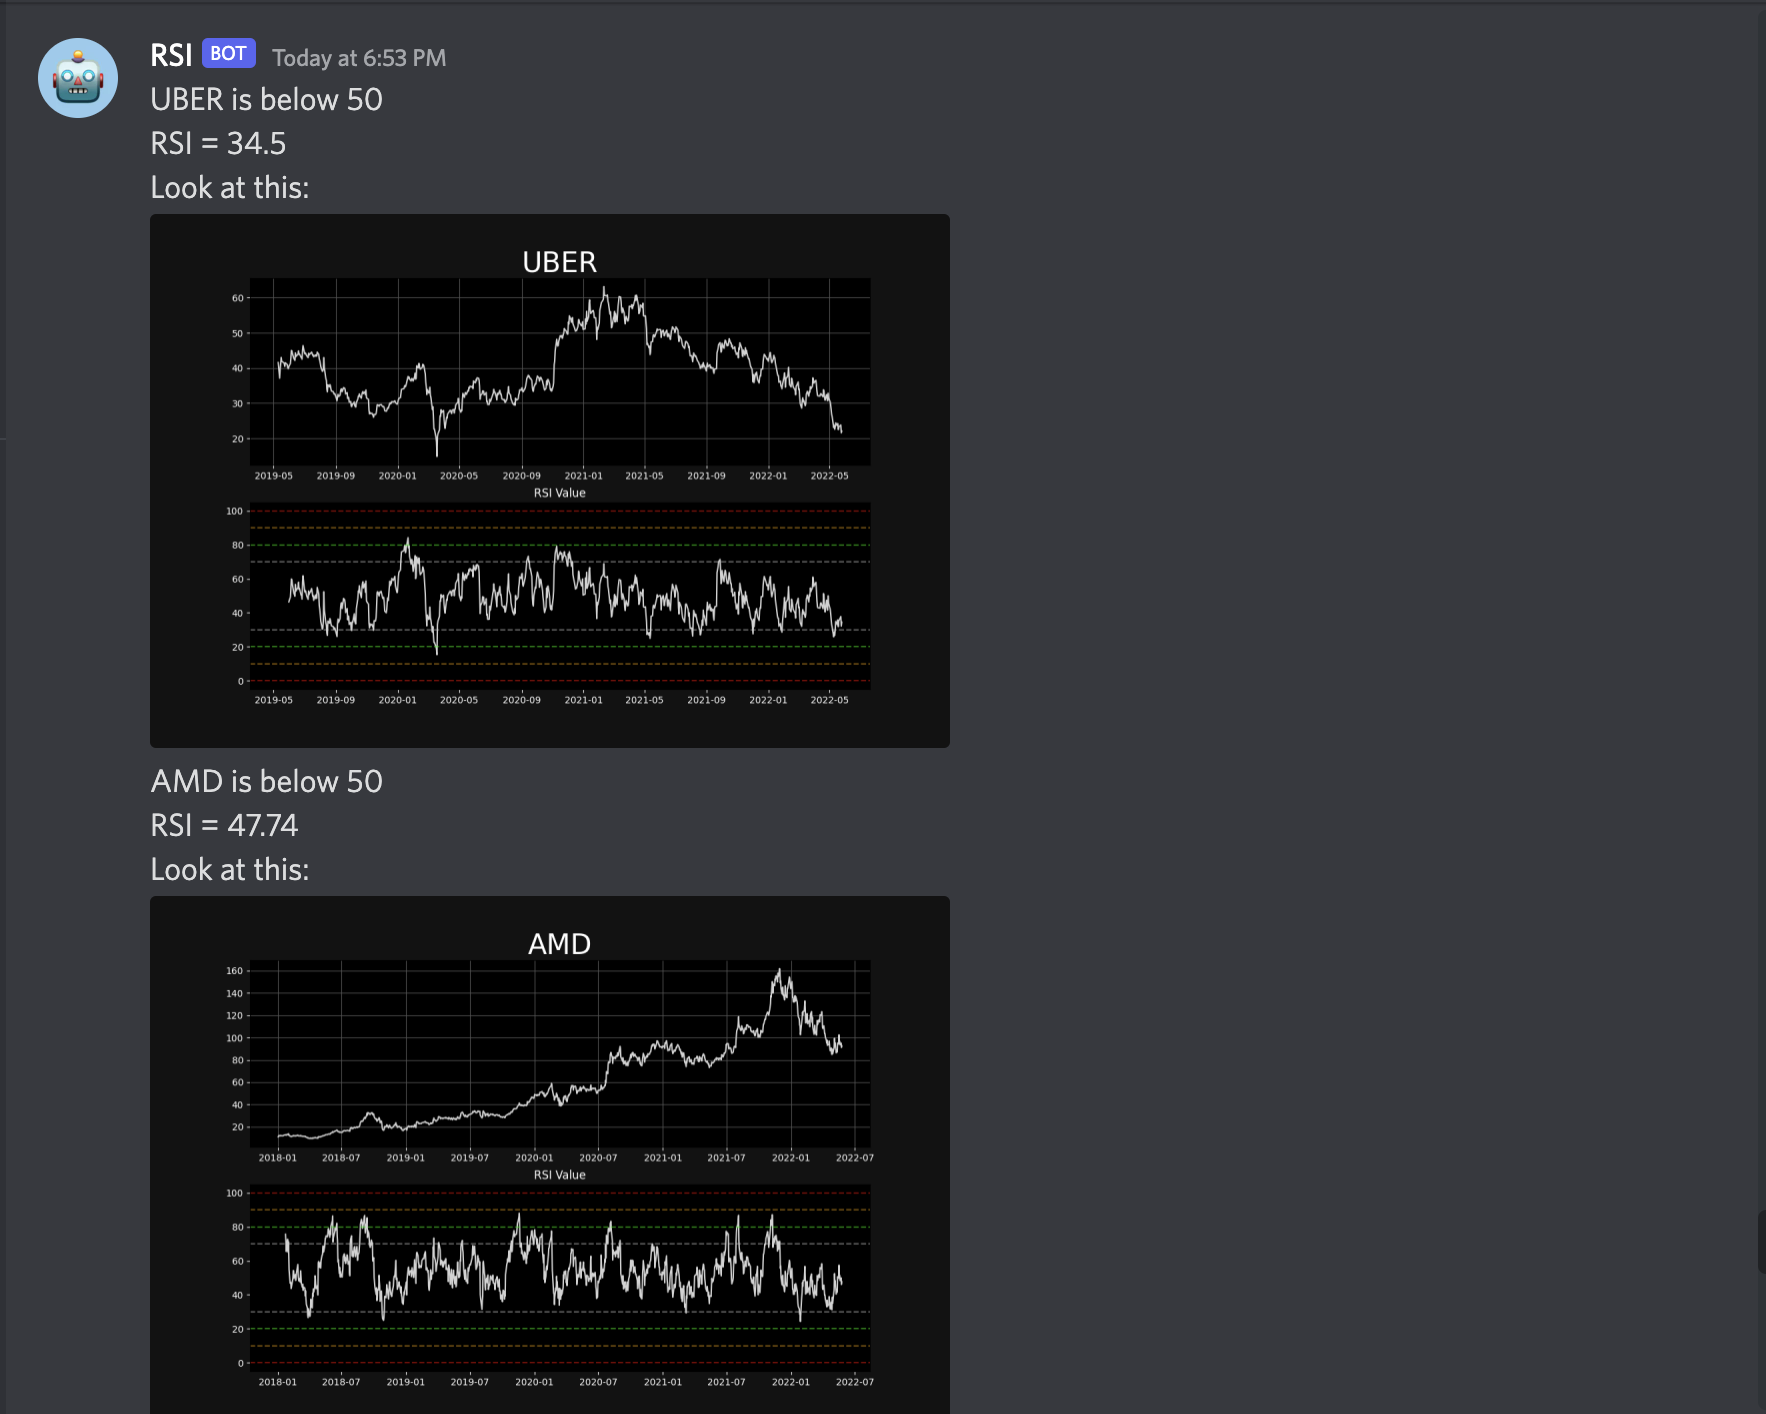 RSI BOT Today at 6:53 PM
UBER is below 50
RSI = 34.5
Look at this:
UBER
60
50
40
30
20
2019-05 2019-09 2020-01 2020-05 2020-09 2021-01 2021-05 2021-09 2022-01 2022-05
RSI Value
100
80
60
40
20
0
2019-05 2019-09 2020-01 2020-05 2020-09 2021-01 2021-05 2021-09 2022-01 2022-05
AMD is below 50
RSI = 47.74
Look at this:
AMD
160
140
120
100
80
60
40
20
2018-01 2018-07 2019-01 2019-07 2020-01 2020-07 2021-01 2021-07 2022-01 2022-07
RSI Value
100
80
60
40
20
0
2018-01 2018-07 2019-01 2019-07 2020-01 2020-07 2021-01 2021-07 2022-01 2022-07